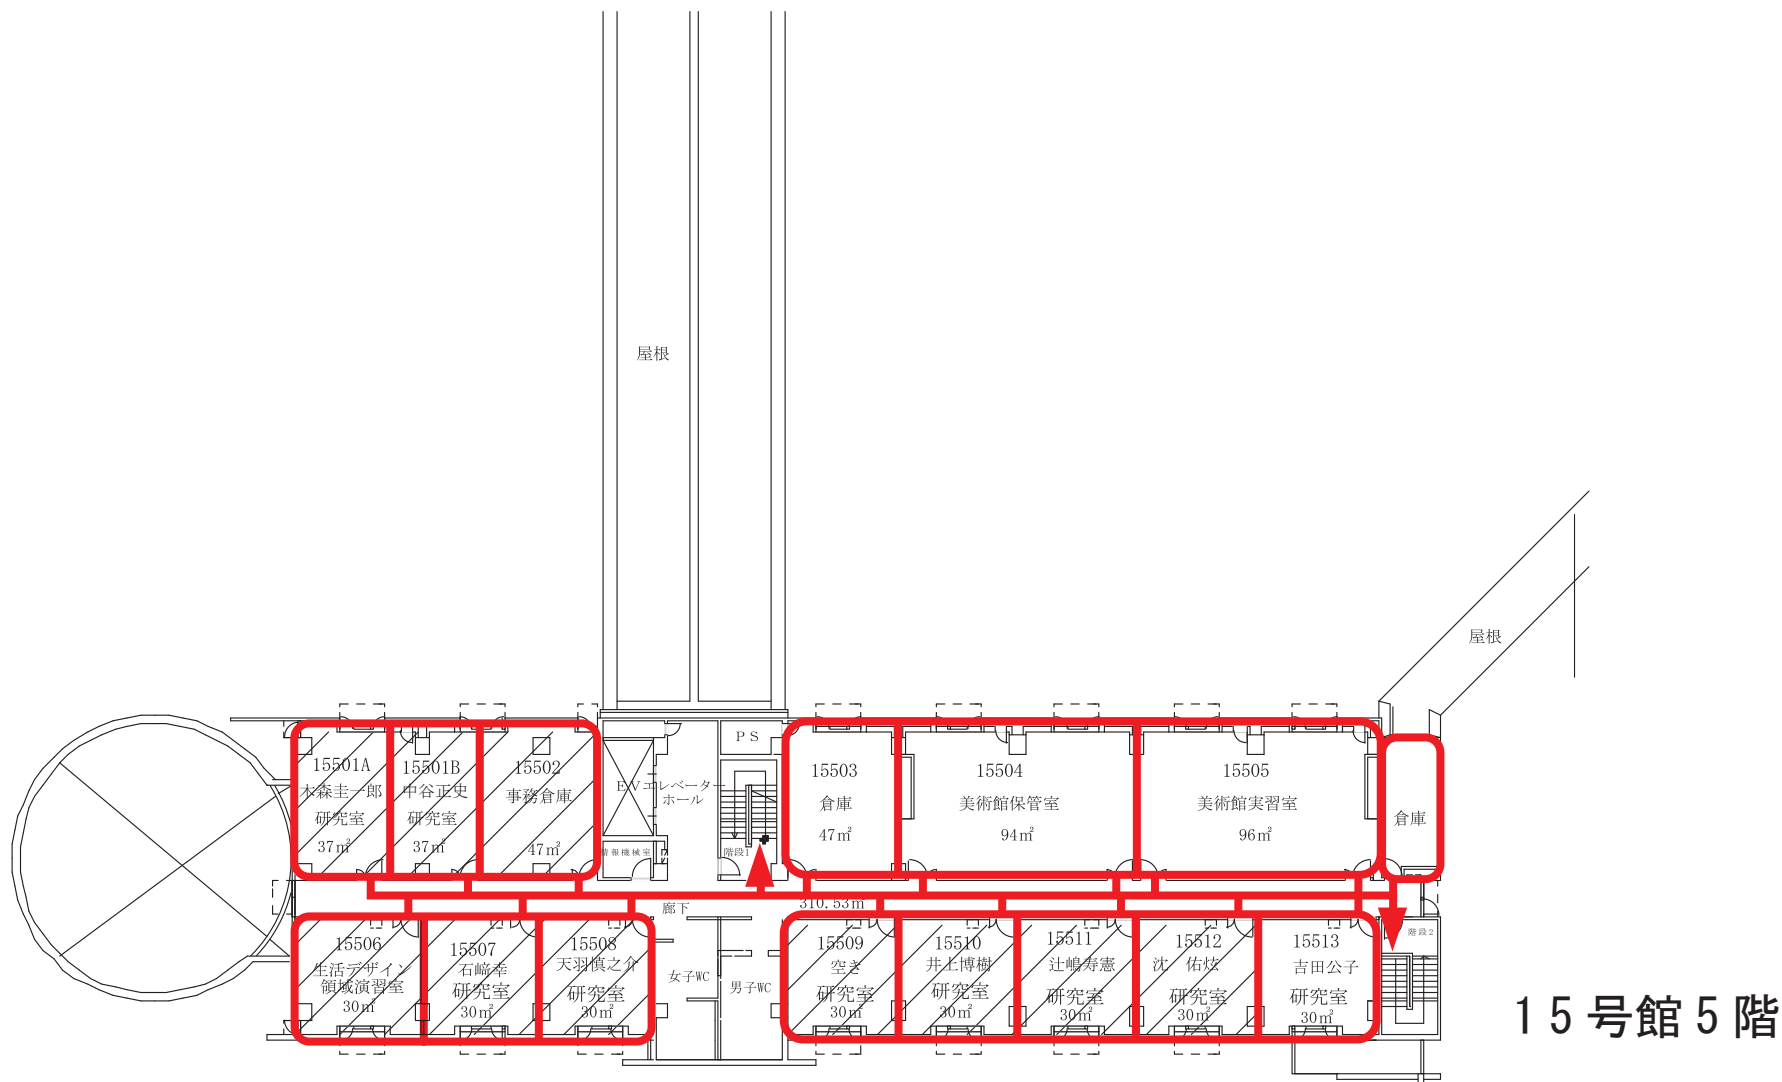 屋根
屋根
PS
15501A
木森圭一郎
研究室
37㎡
15501B
中谷正史
研究室
37㎡
15502
事務倉庫
47㎡
EV
エレベーター
ホール
情報機械室
階段1
15503
倉庫
47㎡
15504
美術館保管室
94㎡
15505
美術館実習室
96㎡
倉庫
廊下
310.53㎡
15506
生活デザイン
領域演習室
30㎡
15507
石﨑幸
研究室
30㎡
15508
天羽慎之介
研究室
30㎡
女子WC
男子WC
15509
空き
研究室
30㎡
15510
井上博樹
研究室
30㎡
15511
辻嶋寿憲
研究室
30㎡
15512
沈 佑炫
研究室
30㎡
15513
吉田公子
研究室
30㎡
階段2
15号館5階